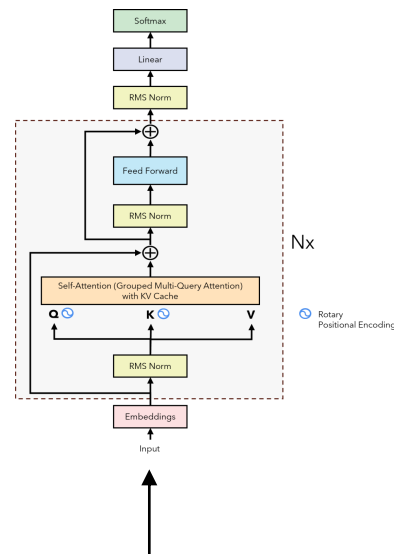 Softmax
Linear
RMS Norm
Feed Forward
RMS Norm
Nx
Self-Attention (Grouped Multi-Query Attention)
with KV Cache
Q K V
Rotary
Positional Encoding
RMS Norm
Embeddings
Input